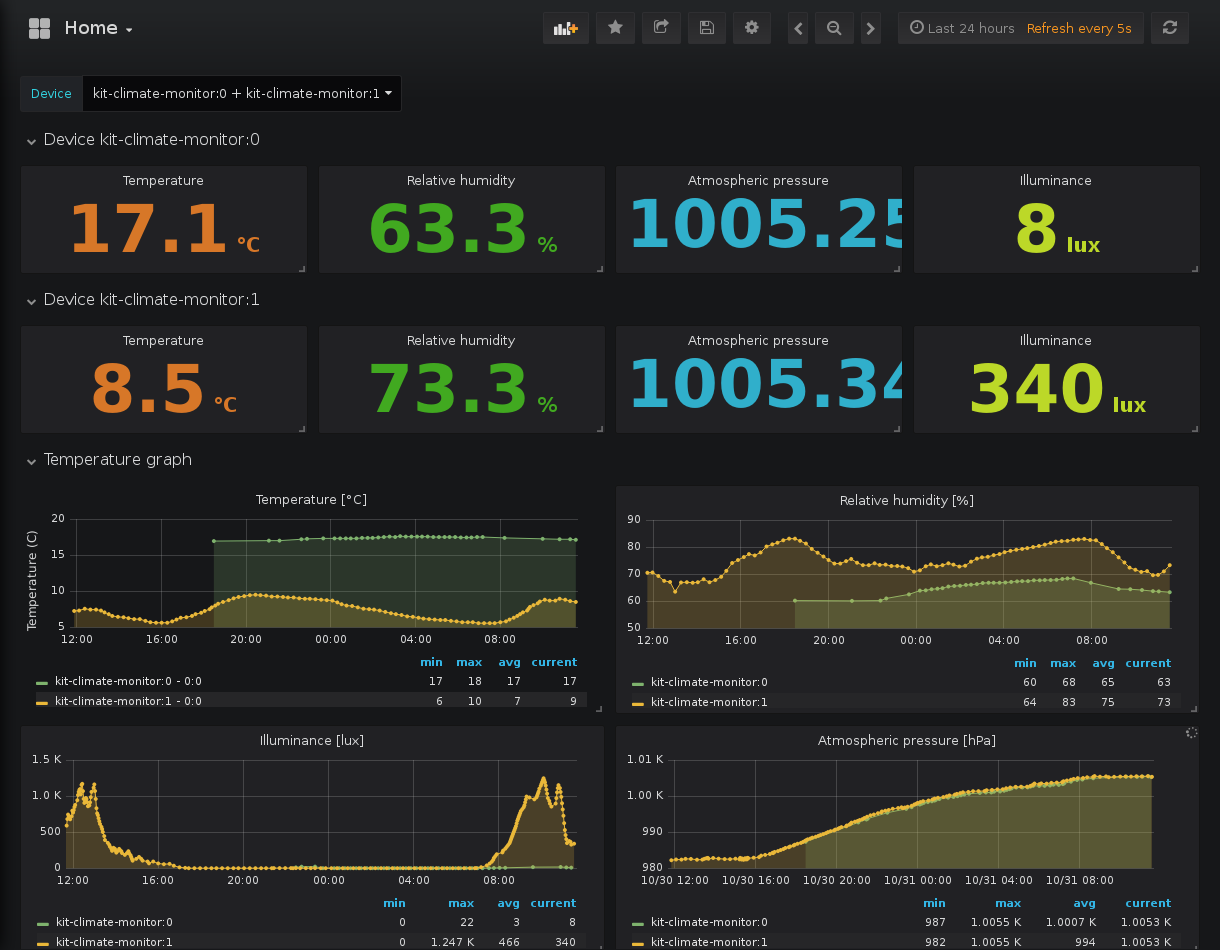 Home
Last 24 hours Refresh every 5s
Device kit-climate-monitor:0 + kit-climate-monitor:1
Device kit-climate-monitor:0
Temperature Relative humidity Atmospheric pressure Illuminance
17.1 °C 63.3 % 1005.25 8 lux
Device kit-climate-monitor:1
Temperature Relative humidity Atmospheric pressure Illuminance
8.5 °C 73.3 % 1005.34 340 lux
Temperature graph
Temperature [°C]
Temperature (C)
20
15
10
5
12:00 16:00 20:00 00:00 04:00 08:00
min max avg current
kit-climate-monitor:0 - 0:0 17 18 17 17
kit-climate-monitor:1 - 0:0 6 10 7 9
Relative humidity [%]
90
80
70
60
50
12:00 16:00 20:00 00:00 04:00 08:00
min max avg current
kit-climate-monitor:0 60 68 65 63
kit-climate-monitor:1 64 83 75 73
Illuminance [lux]
1.5 K
1.0 K
500
0
12:00 16:00 20:00 00:00 04:00 08:00
min max avg current
kit-climate-monitor:0 0 22 3 8
kit-climate-monitor:1 0 1.247 K 466 340
Atmospheric pressure [hPa]
1.01 K
1.00 K
990
980
10/30 12:00 10/30 16:00 10/30 20:00 10/31 00:00 10/31 04:00 10/31 08:00
min max avg current
kit-climate-monitor:0 987 1.0055 K 1.0007 K 1.0053 K
kit-climate-monitor:1 982 1.0055 K 994 1.0053 K